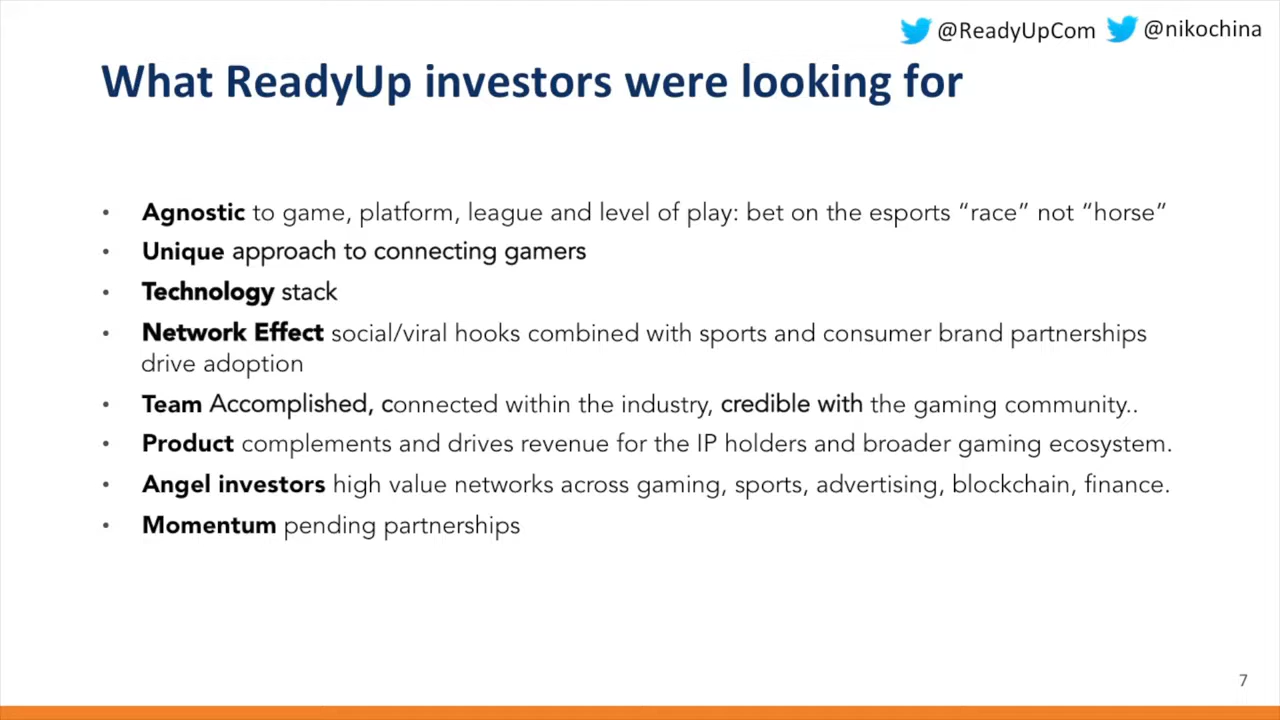 @ReadyUpCom @nikochina
What ReadyUp investors were looking for
• Agnostic to game, platform, league and level of play: bet on the esports “race” not “horse”
• Unique approach to connecting gamers
• Technology stack
• Network Effect social/viral hooks combined with sports and consumer brand partnerships
drive adoption
• Team Accomplished, connected within the industry, credible with the gaming community..
• Product complements and drives revenue for the IP holders and broader gaming ecosystem.
• Angel investors high value networks across gaming, sports, advertising, blockchain, finance.
• Momentum pending partnerships
7